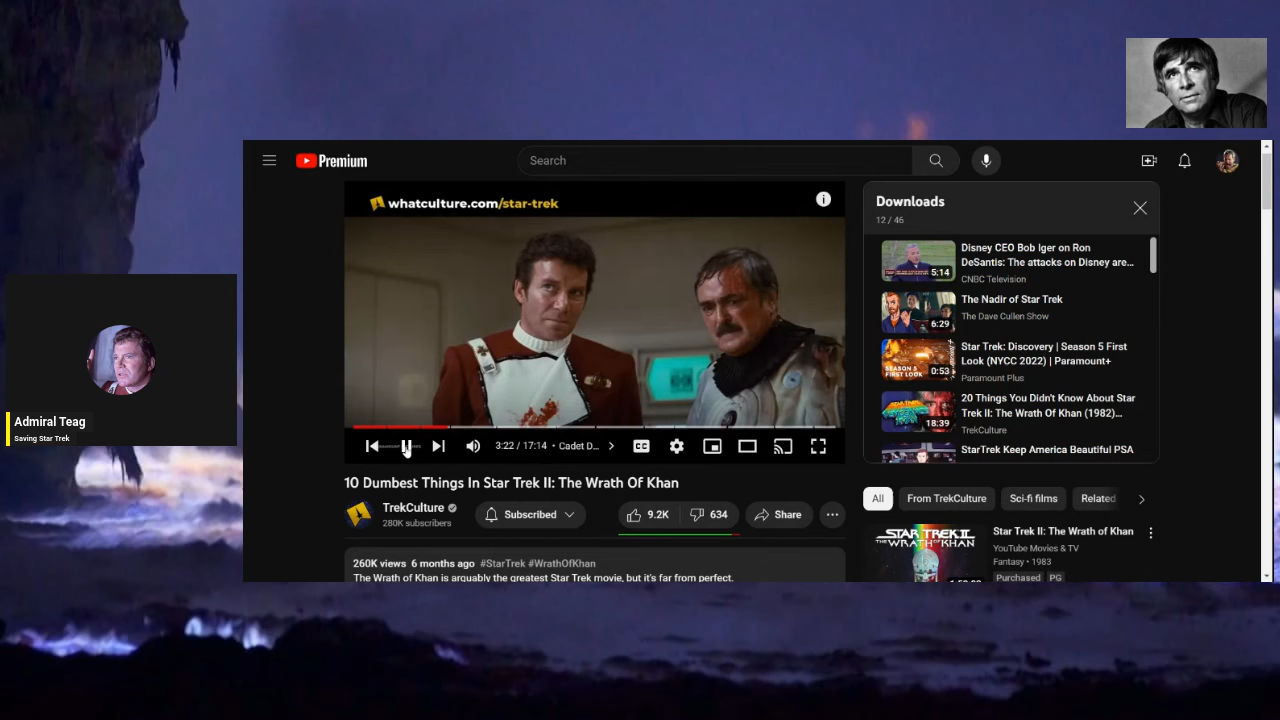 Premium
Search
whatculture.com/star-trek
3:22 / 17:14 • Cadet D...
CC
10 Dumbest Things In Star Trek II: The Wrath Of Khan
TrekCulture
280K subscribers
Subscribed
9.2K
634
Share
260K views 6 months ago #StarTrek #WrathOfKhan
The Wrath of Khan is arguably the greatest Star Trek movie, but it's far from perfect.
Downloads
12 / 46
5:14
Disney CEO Bob Iger on Ron
DeSantis: The attacks on Disney are...
CNBC Television
6:29
The Nadir of Star Trek
The Dave Cullen Show
SEASON 5
FIRST LOOK
0:53
Star Trek: Discovery | Season 5 First
Look (NYCC 2022) | Paramount+
Paramount Plus
18:39
20 Things You Didn't Know About Star
Trek II: The Wrath Of Khan (1982)...
TrekCulture
StarTrek Keep America Beautiful PSA
All
From TrekCulture
Sci-fi films
Related
STAR TREK II
THE WRATH OF KHAN
Star Trek II: The Wrath of Khan
YouTube Movies & TV
Fantasy • 1983
Purchased PG
Admiral Teag
Saving Star Trek